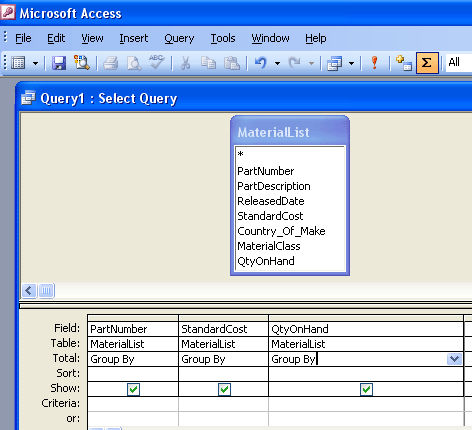 Microsoft Access
File Edit View Insert Query Tools Window Help
ABC Σ All
Query1 : Select Query
MaterialList
*
PartNumber
PartDescription
ReleasedDate
StandardCost
Country_Of_Make
MaterialClass
QtyOnHand
Field: PartNumber StandardCost QtyOnHand
Table: MaterialList MaterialList MaterialList
Total: Group By Group By Group By
Sort:
Show:
Criteria:
or: